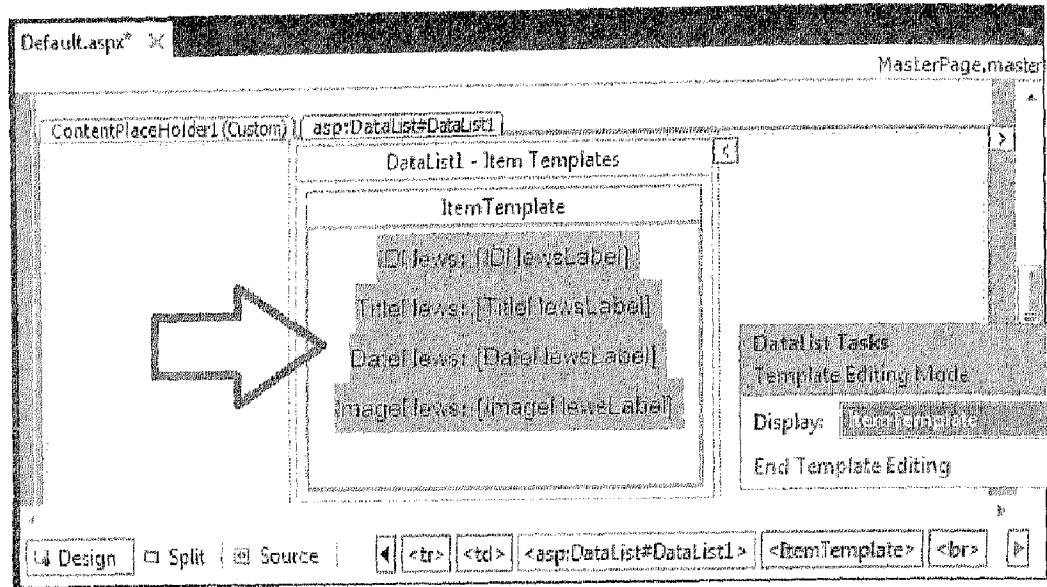 Default.aspx*
MasterPage.master
ContentPlaceHolder1 (Custom)
asp:DataList#DataList1
DataList1 - Item Templates
ItemTemplate
IDNews: [IDNewsLabel]
TitleNews: [TitleNewsLabel]
DateNews: [DateNewsLabel]
ImageNews: [ImageNewsLabel]
DataList Tasks
Template Editing Mode
Display: ItemTemplate
End Template Editing
Design Split Source
<tr> <td> <asp:DataList#DataList1> <ItemTemplate> <br>